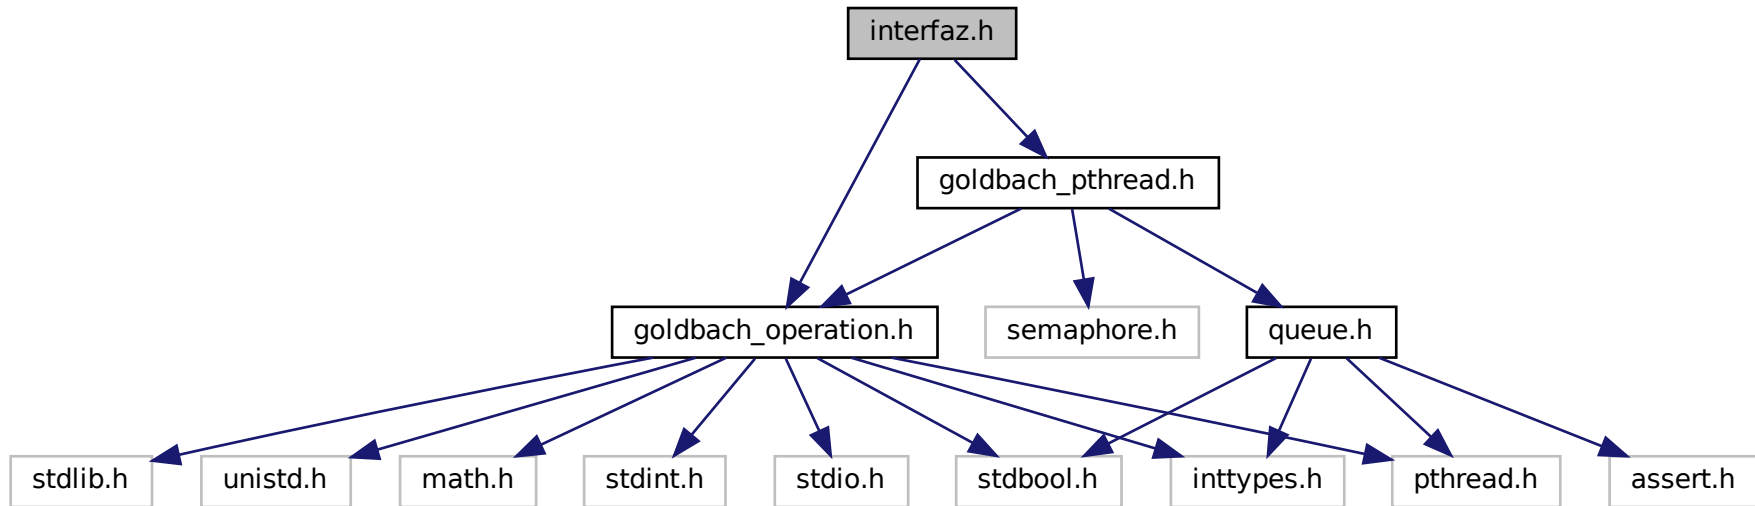 interfaz.h
goldbach_pthread.h
goldbach_operation.h
semaphore.h
queue.h
stdlib.h
unistd.h
math.h
stdint.h
stdio.h
stdbool.h
inttypes.h
pthread.h
assert.h